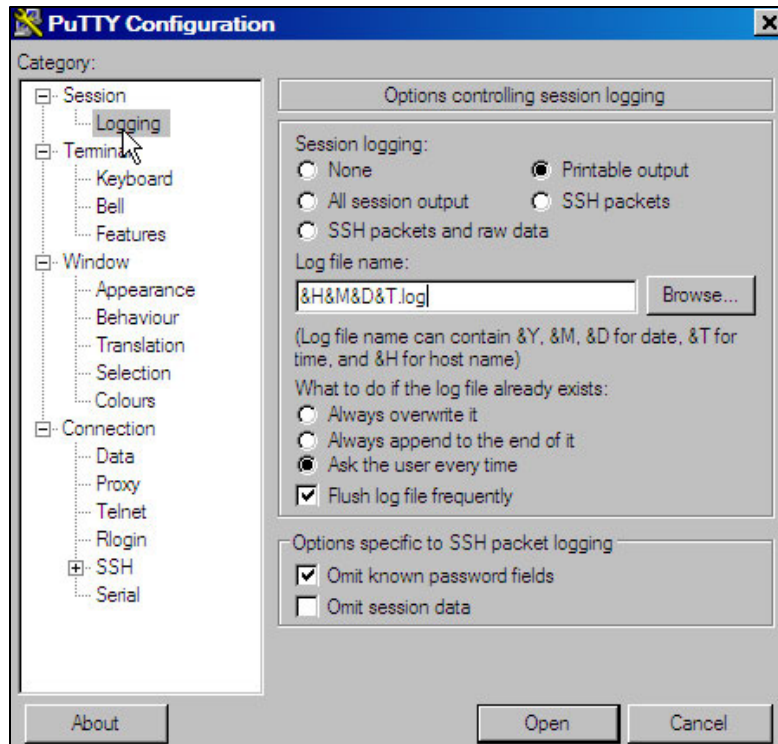 PuTTY Configuration
Category:
Session
Logging
Terminal
Keyboard
Bell
Features
Window
Appearance
Behaviour
Translation
Selection
Colours
Connection
Data
Proxy
Telnet
Rlogin
SSH
Serial
Options controlling session logging
Session logging:
None
Printable output
All session output
SSH packets
SSH packets and raw data
Log file name:
&H&M&D&T.log
Browse...
(Log file name can contain &Y, &M, &D for date, &T for
time, and &H for host name)
What to do if the log file already exists:
Always overwrite it
Always append to the end of it
Ask the user every time
Flush log file frequently
Options specific to SSH packet logging
Omit known password fields
Omit session data
About
Open
Cancel